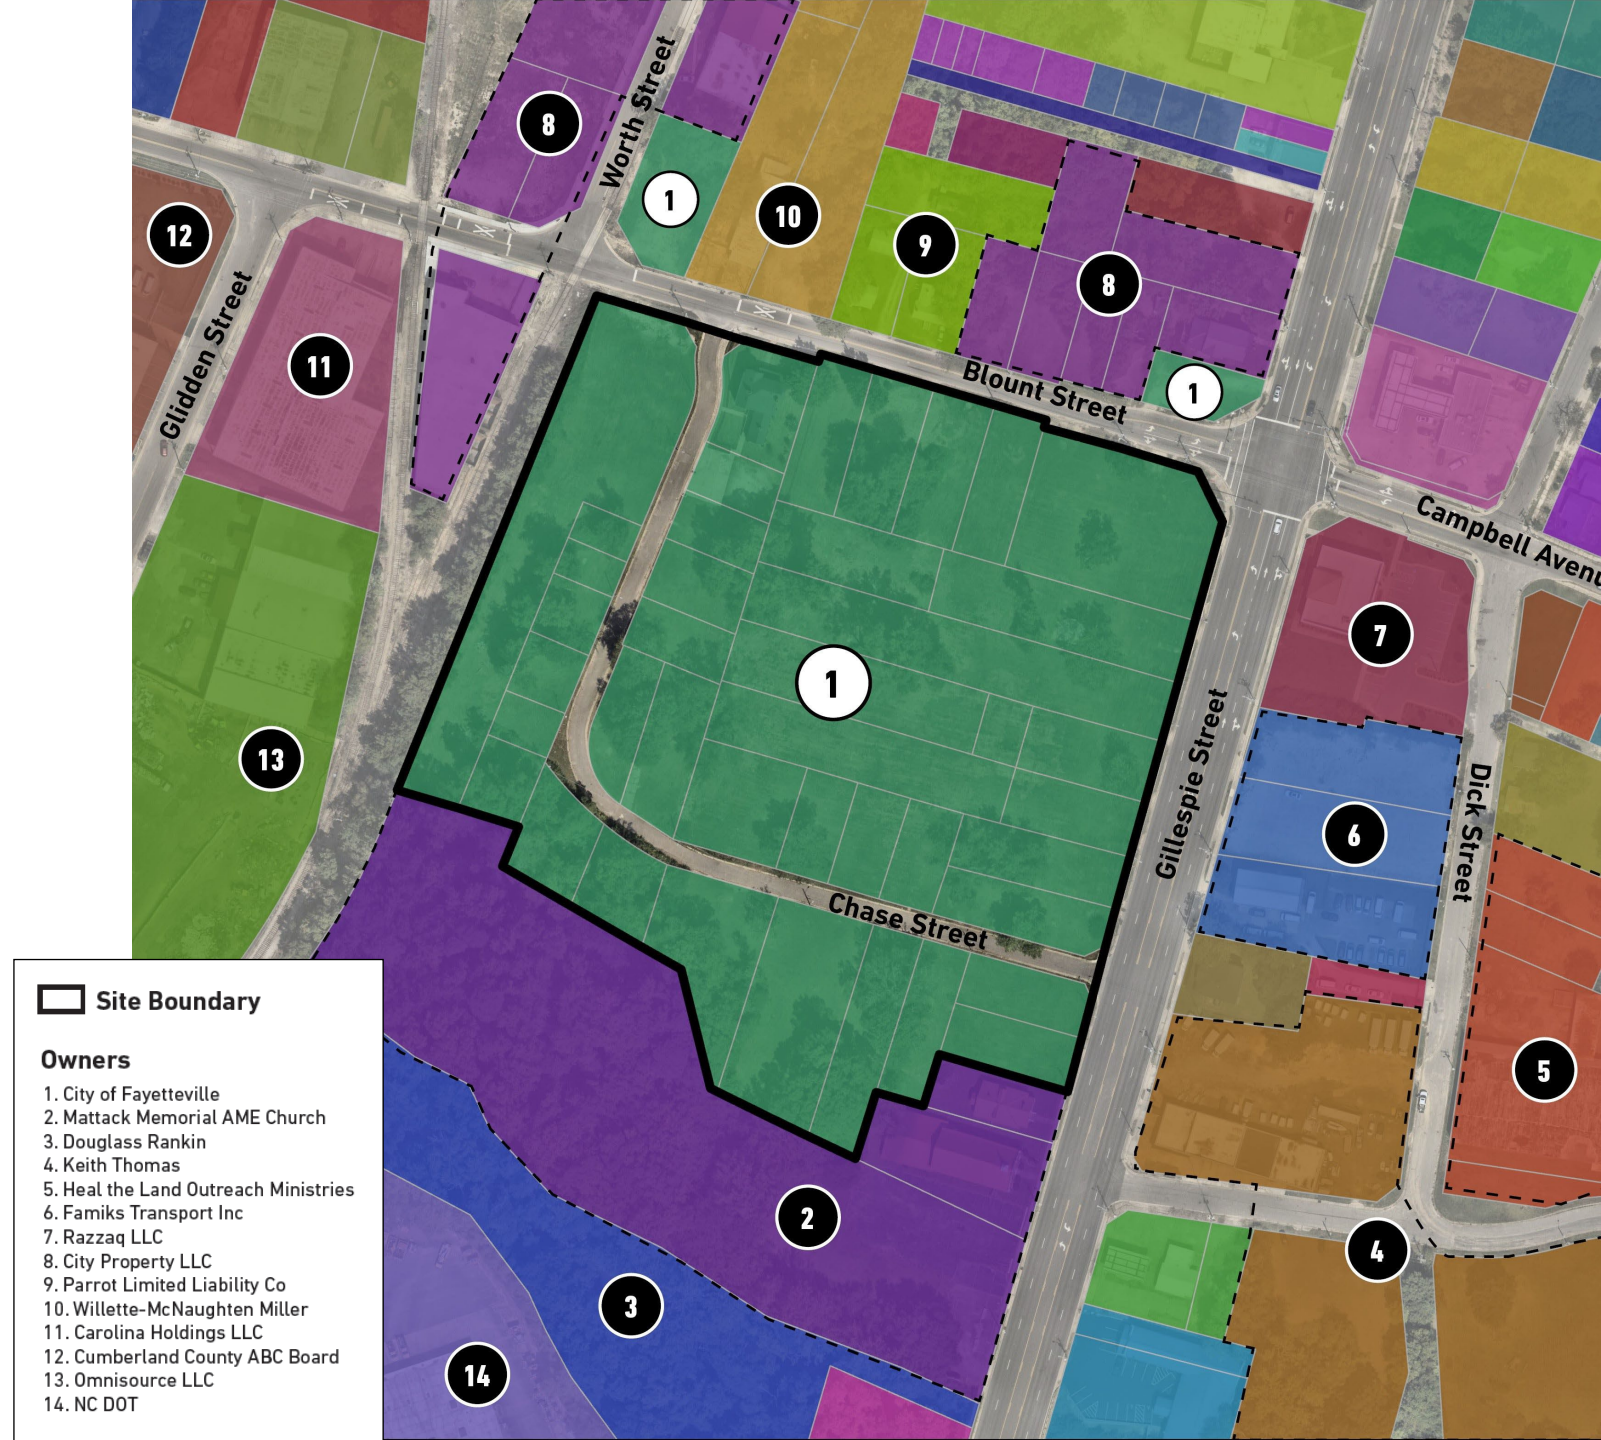 8
Worth Street
1
10
12
9
8
Glidden Street
11
Blount Street
1
Campbell Avenu
7
1
Gillespie Street
13
6
Dick Street
Chase Street
5
2
4
3
14
Site Boundary
Owners
1. City of Fayetteville
2. Mattack Memorial AME Church
3. Douglass Rankin
4. Keith Thomas
5. Heal the Land Outreach Ministries
6. Famiks Transport Inc
7. Razzaq LLC
8. City Property LLC
9. Parrot Limited Liability Co
10. Willette-McNaughten Miller
11. Carolina Holdings LLC
12. Cumberland County ABC Board
13. Omnisource LLC
14. NC DOT